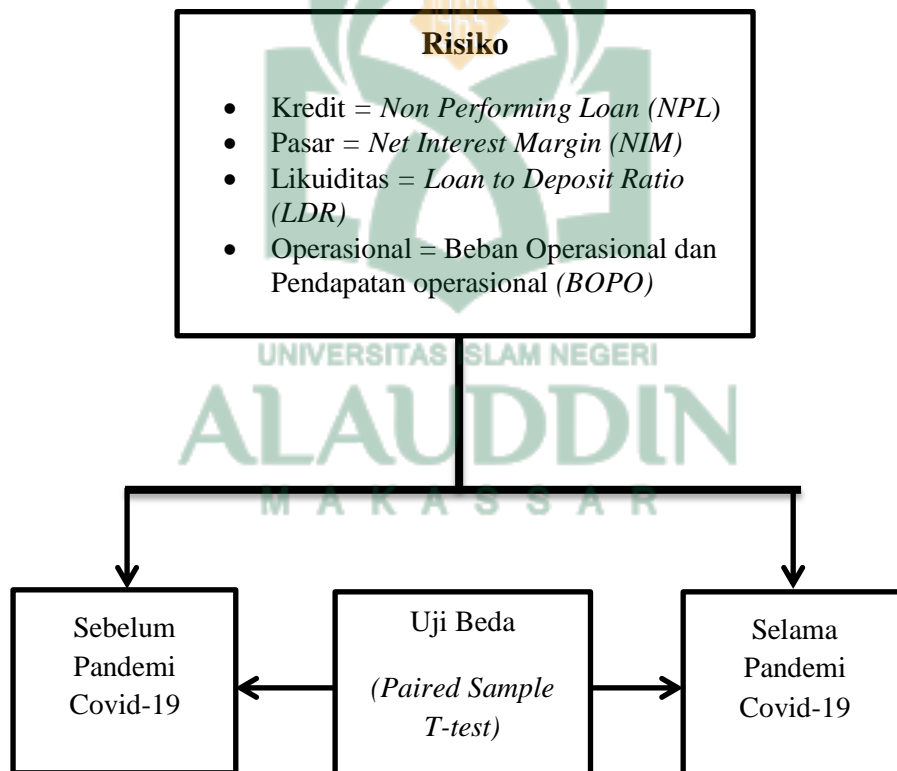 Risiko
• Kredit = Non Performing Loan (NPL)
• Pasar = Net Interest Margin (NIM)
• Likuiditas = Loan to Deposit Ratio
(LDR)
• Operasional = Beban Operasional dan
Pendapatan operasional (BOPO)
UNIVERSITAS ISLAM NEGERI
ALAUDDIN
MAKASSAR
Sebelum
Pandemi
Covid-19
Uji Beda
(Paired Sample
T-test)
Selama
Pandemi
Covid-19